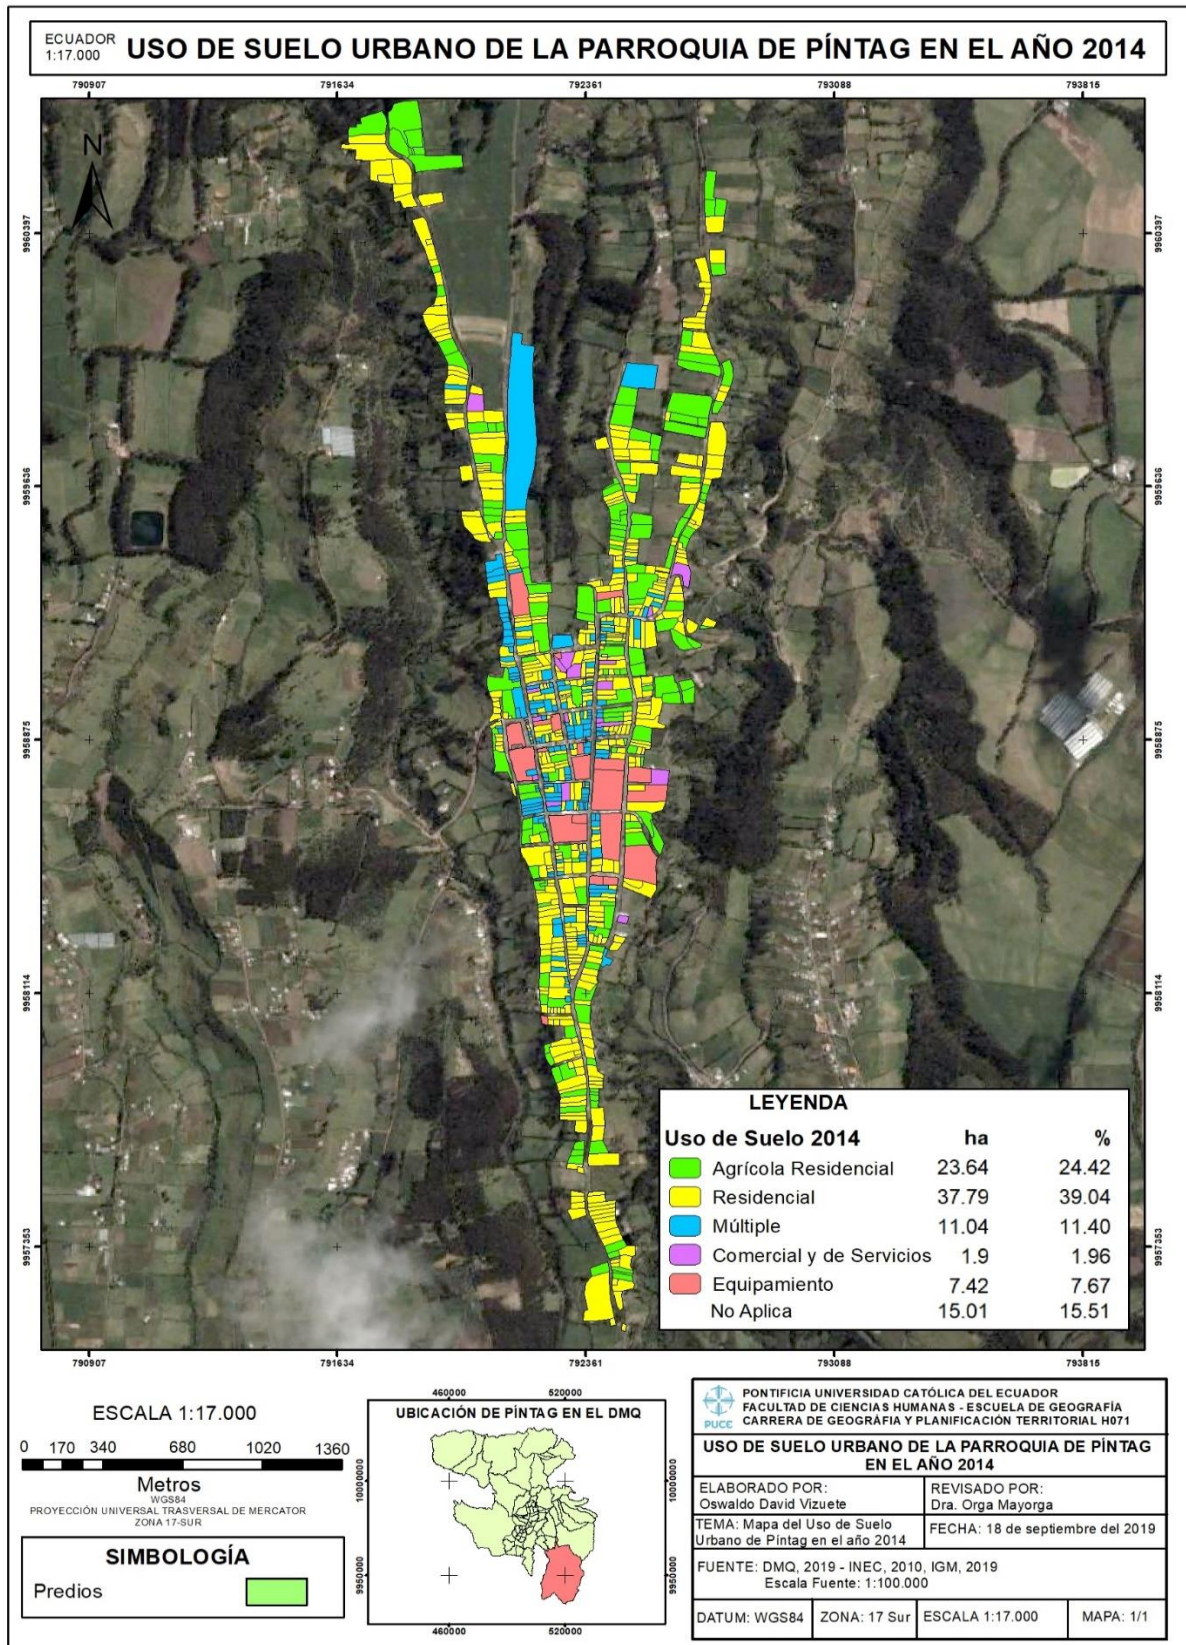 ECUADOR
1:17.000
USO DE SUELO URBANO DE LA PARROQUIA DE PÍNTAG EN EL AÑO 2014
790907 791634 792361 793088 793815
N
9960397 9960397
9959636 9959636
9958875 9958875
9958114 9958114
9957353 9957353
LEYENDA
Uso de Suelo 2014 ha %
Agrícola Residencial 23.64 24.42
Residencial 37.79 39.04
Múltiple 11.04 11.40
Comercial y de Servicios 1.9 1.96
Equipamiento 7.42 7.67
No Aplica 15.01 15.51
790907 791634 792361 793088 793815
ESCALA 1:17.000
0 170 340 680 1020 1360
Metros
WGS84
PROYECCIÓN UNIVERSAL TRASVERSAL DE MERCATOR
ZONA 17-SUR
SIMBOLOGÍA
Predios
460000 520000
UBICACIÓN DE PÍNTAG EN EL DMQ
10000000 10000000
9950000 9950000
460000 520000
PUCE
PONTIFICIA UNIVERSIDAD CATÓLICA DEL ECUADOR
FACULTAD DE CIENCIAS HUMANAS - ESCUELA DE GEOGRAFÍA
CARRERA DE GEOGRÁFIA Y PLANIFICACIÓN TERRITORIAL H071
USO DE SUELO URBANO DE LA PARROQUIA DE PÍNTAG
EN EL AÑO 2014
ELABORADO POR:
Oswaldo David Vizuete
REVISADO POR:
Dra. Orga Mayorga
TEMA: Mapa del Uso de Suelo
Urbano de Píntag en el año 2014
FECHA: 18 de septiembre del 2019
FUENTE: DMQ, 2019 - INEC, 2010, IGM, 2019
Escala Fuente: 1:100.000
DATUM: WGS84 ZONA: 17 Sur ESCALA 1:17.000 MAPA: 1/1